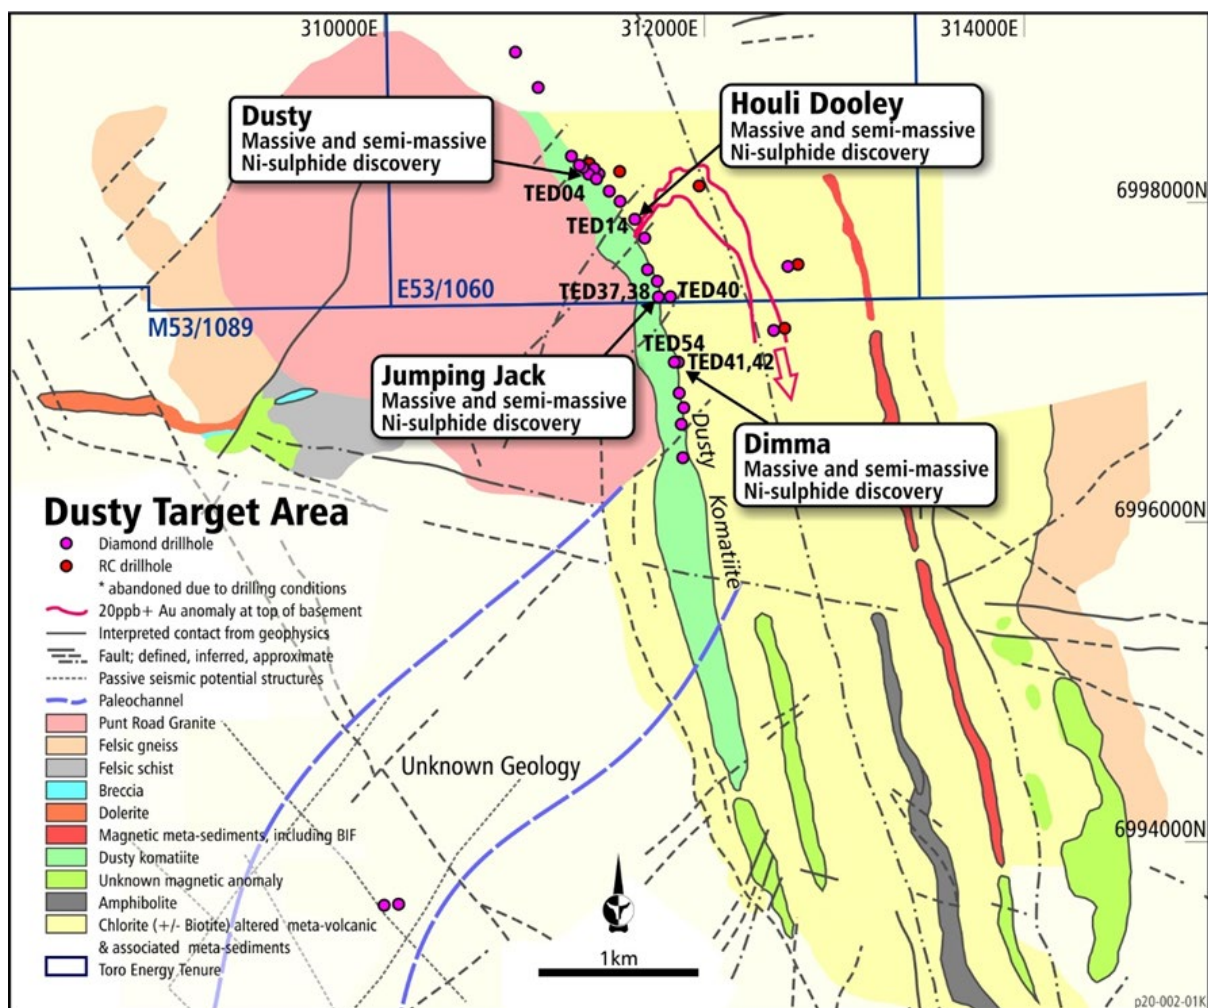 310000E
312000E
314000E
Dusty
Massive and semi-massive
Ni-sulphide discovery
Houli Dooley
Massive and semi-massive
Ni-sulphide discovery
TED04
6998000N
TED14
E53/1060
TED37,38
TED40
M53/1089
TED54
TED41,42
Jumping Jack
Massive and semi-massive
Ni-sulphide discovery
Dusty Komatiite
Dimma
Massive and semi-massive
Ni-sulphide discovery
6996000N
Dusty Target Area
Diamond drillhole
RC drillhole
* abandoned due to drilling conditions
20ppb+ Au anomaly at top of basement
Interpreted contact from geophysics
Fault; defined, inferred, approximate
Passive seismic potential structures
Paleochannel
Punt Road Granite
Felsic gneiss
Felsic schist
Breccia
Dolerite
Magnetic meta-sediments, including BIF
Dusty komatiite
Unknown magnetic anomaly
Amphibolite
Chlorite (+/- Biotite) altered meta-volcanic
& associated meta-sediments
Toro Energy Tenure
Unknown Geology
6994000N
1km
p20-002-01K